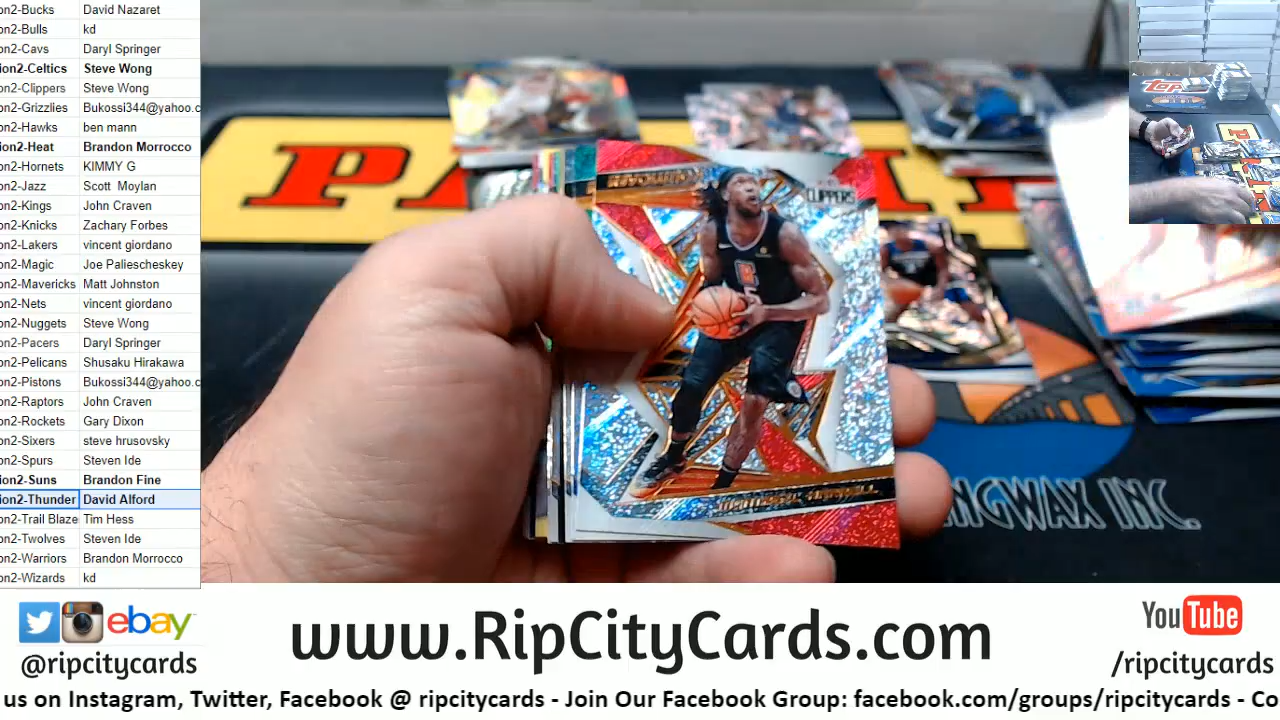 on2-Bucks David Nazaret
on2-Bulls kd
on2-Cavs Daryl Springer
ion2-Celtics Steve Wong
on2-Clippers Steve Wong
on2-Grizzlies Bukossi344@yahoo.c
on2-Hawks ben mann
ion2-Heat Brandon Morrocco
on2-Hornets KIMMY G
on2-Jazz Scott Moylan
on2-Kings John Craven
on2-Knicks Zachary Forbes
on2-Lakers vincent giordano
on2-Magic Joe Paliescheskey
on2-Mavericks Matt Johnston
on2-Nets vincent giordano
on2-Nuggets Steve Wong
on2-Pacers Daryl Springer
on2-Pelicans Shusaku Hirakawa
on2-Pistons Bukossi344@yahoo.c
on2-Raptors John Craven
on2-Rockets Gary Dixon
on2-Sixers steve hrusovsky
on2-Spurs Steven Ide
ion2-Suns Brandon Fine
ion2-Thunder David Alford
on2-Trail Blaze Tim Hess
on2-Twolves Steven Ide
on2-Warriors Brandon Morrocco
on2-Wizards kd
CLIPPERS
NGWAX INC.
ebay
@ripcitycards
www.RipCityCards.com
YouTube
/ripcitycards
us on Instagram, Twitter, Facebook @ ripcitycards - Join Our Facebook Group: facebook.com/groups/ripcitycards - Co